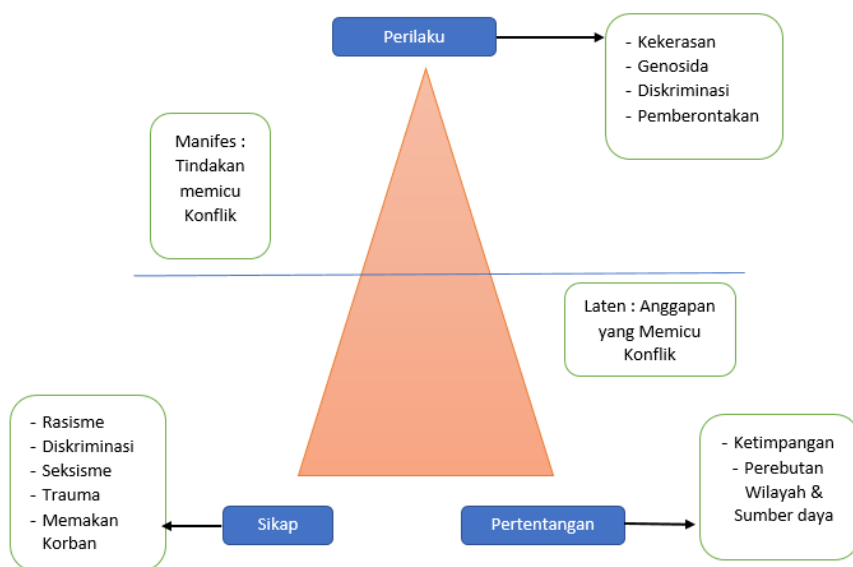 Perilaku
- Kekerasan
- Genosida
- Diskriminasi
- Pemberontakan
Manifes :
Tindakan
memicu
Konflik
Laten : Anggapan
yang Memicu
Konflik
- Rasisme
- Diskriminasi
- Seksisme
- Trauma
- Memakan
Korban
Sikap
Pertentangan
- Ketimpangan
- Perebutan
Wilayah &
Sumber daya